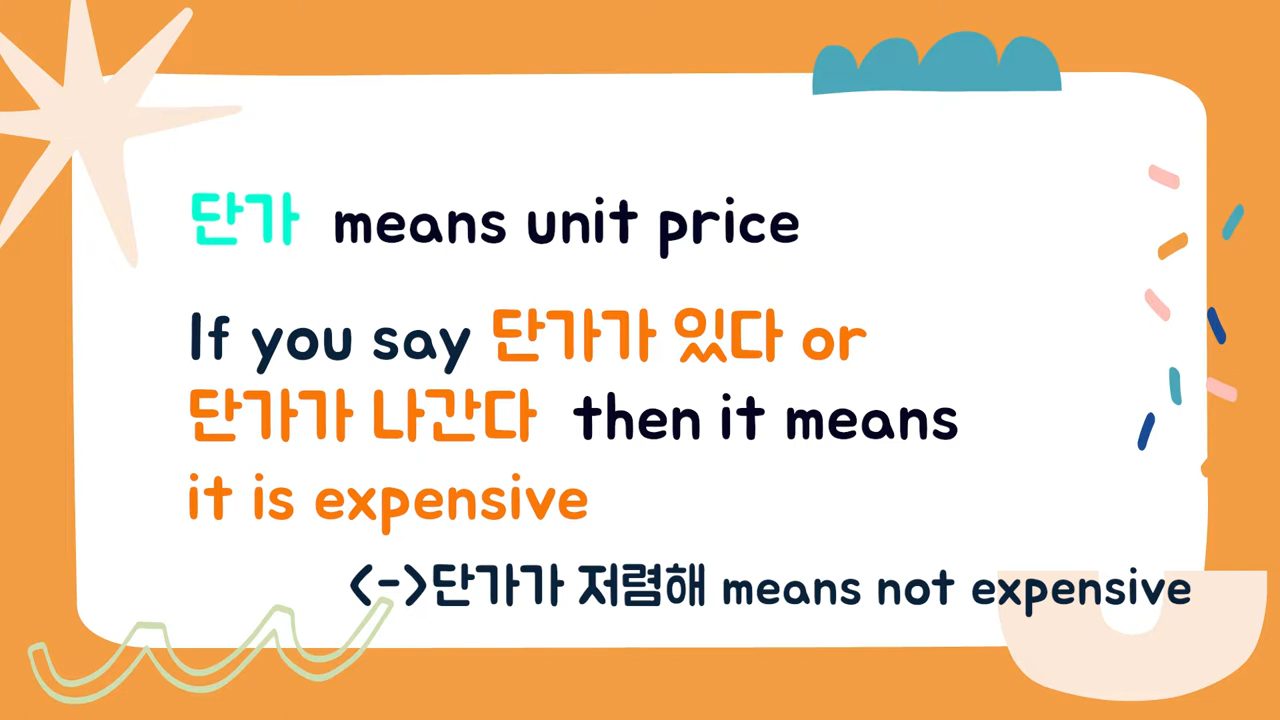 단가 means unit price
If you say 단가가 있다 or
단가가 나간다 then it means
it is expensive
<->단가가 저렴해 means not expensive